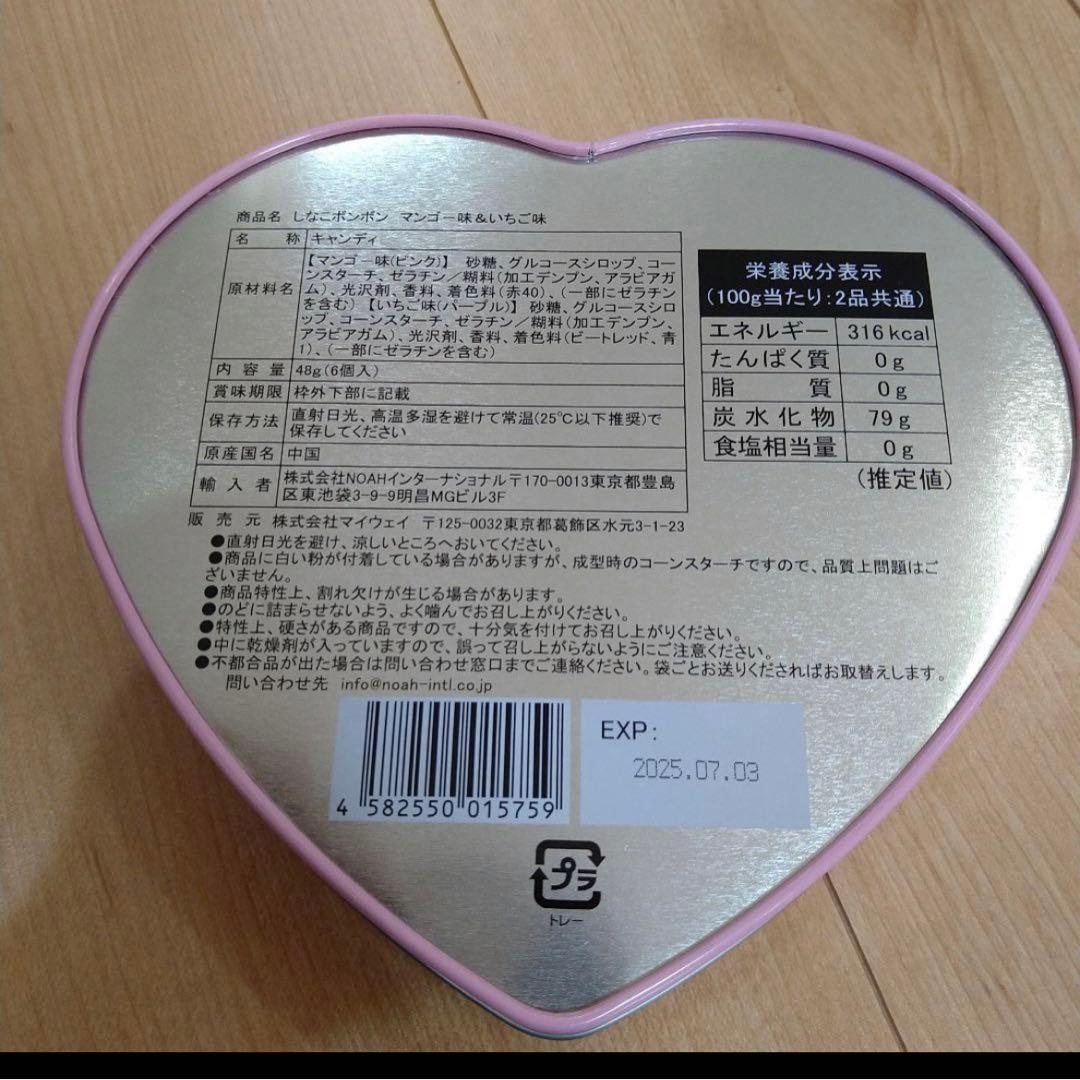 商品名 しなこボンボン マンゴー味&いちご味
名称 キャンディ
原材料名 【マンゴー味(ピンク)】 砂糖、グルコースシロップ、コー
ンスターチ、ゼラチン/糊料(加工デンプン、アラビアガ
ム)、光沢剤、香料、着色料(赤40)、(一部にゼラチン
を含む)【いちご味(パープル)】 砂糖、グルコースシロ
ップ、コーンスターチ、ゼラチン/糊料(加工デンプン、
アラビアガム)、光沢剤、香料、着色料(ビートレッド、青
1)、(一部にゼラチンを含む)
内容量 48g(6個入)
賞味期限 枠外下部に記載
保存方法 直射日光、高温多湿を避けて常温(25℃以下推奨)で
保存してください
原産国名 中国
輸入者 株式会社NOAHインターナショナル〒170-0013東京都豊島
区東池袋3-9-9明昌MGビル3F
販売元 株式会社マイウェイ 〒125-0032東京都葛飾区水元3-1-23
栄養成分表示
(100g当たり:2品共通)
エネルギー 316kcal
たんぱく質 0g
脂質 0g
炭水化物 79g
食塩相当量 0g
(推定値)
●直射日光を避け、涼しいところへおいてください。
●商品に白い粉が付着している場合がありますが、成型時のコーンスターチですので、品質上問題はご
ざいません。
●商品特性上、割れ欠けが生じる場合があります。
●のどに詰まらせないよう、よく噛んでお召し上がりください。
●特性上、硬さがある商品ですので、十分気を付けてお召し上がりください。
●中に乾燥剤が入っていますので、誤って召し上がらないようにご注意ください。
●不都合品が出た場合は問い合わせ窓口までご連絡ください。袋ごとお送りくださればお取替えします。
問い合わせ先 info@noah-intl.co.jp
4 582550 015759
EXP:
2025.07.03
プラ
トレー